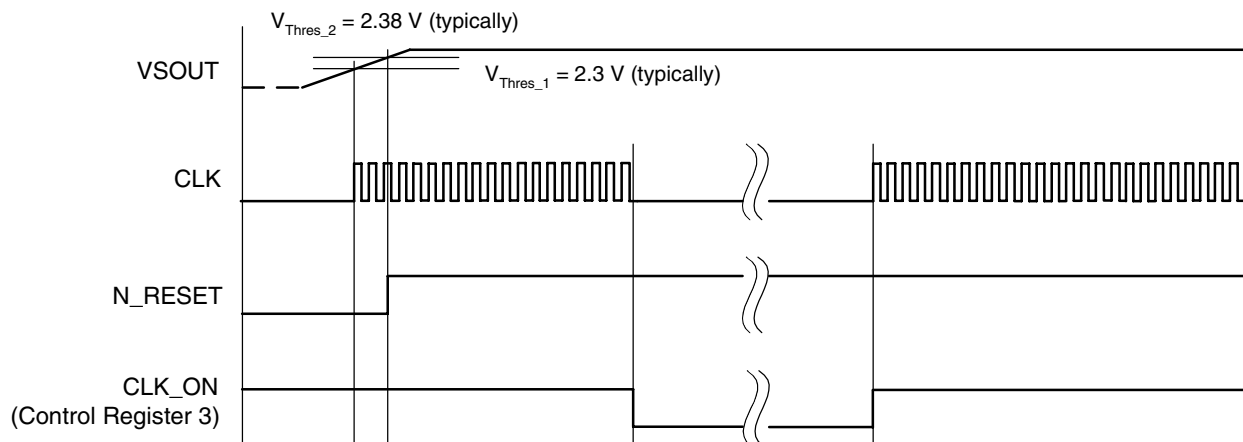 V_Thres_2 = 2.38 V (typically)
VSOUT
V_Thres_1 = 2.3 V (typically)
CLK
N_RESET
CLK_ON
(Control Register 3)